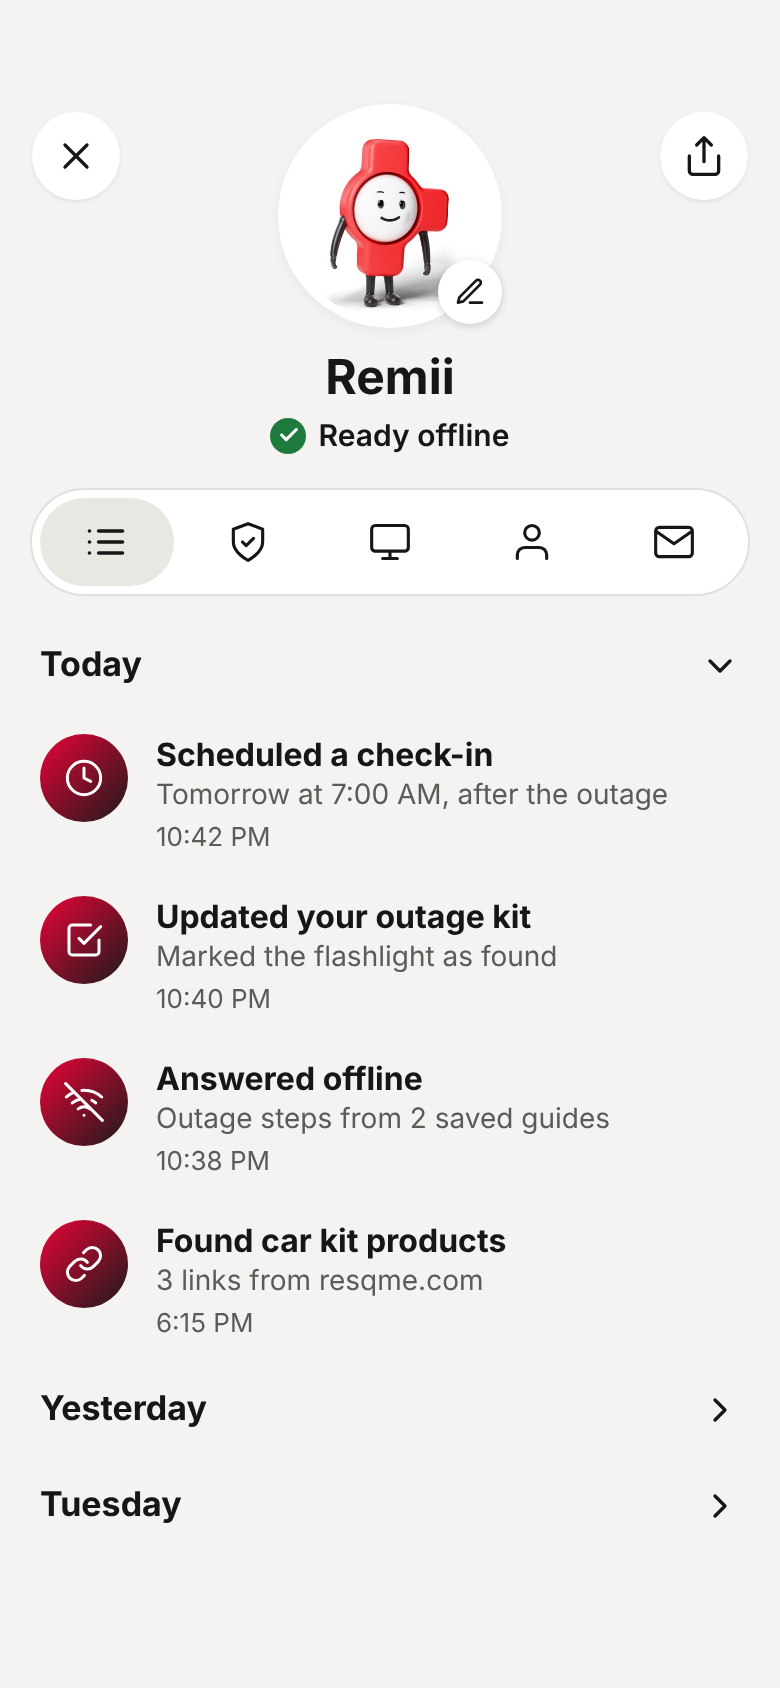 Remii
Ready offline
Today
Scheduled a check-in
Tomorrow at 7:00 AM, after the outage
10:42 PM
Updated your outage kit
Marked the flashlight as found
10:40 PM
Answered offline
Outage steps from 2 saved guides
10:38 PM
Found car kit products
3 links from resqme.com
6:15 PM
Yesterday
Tuesday